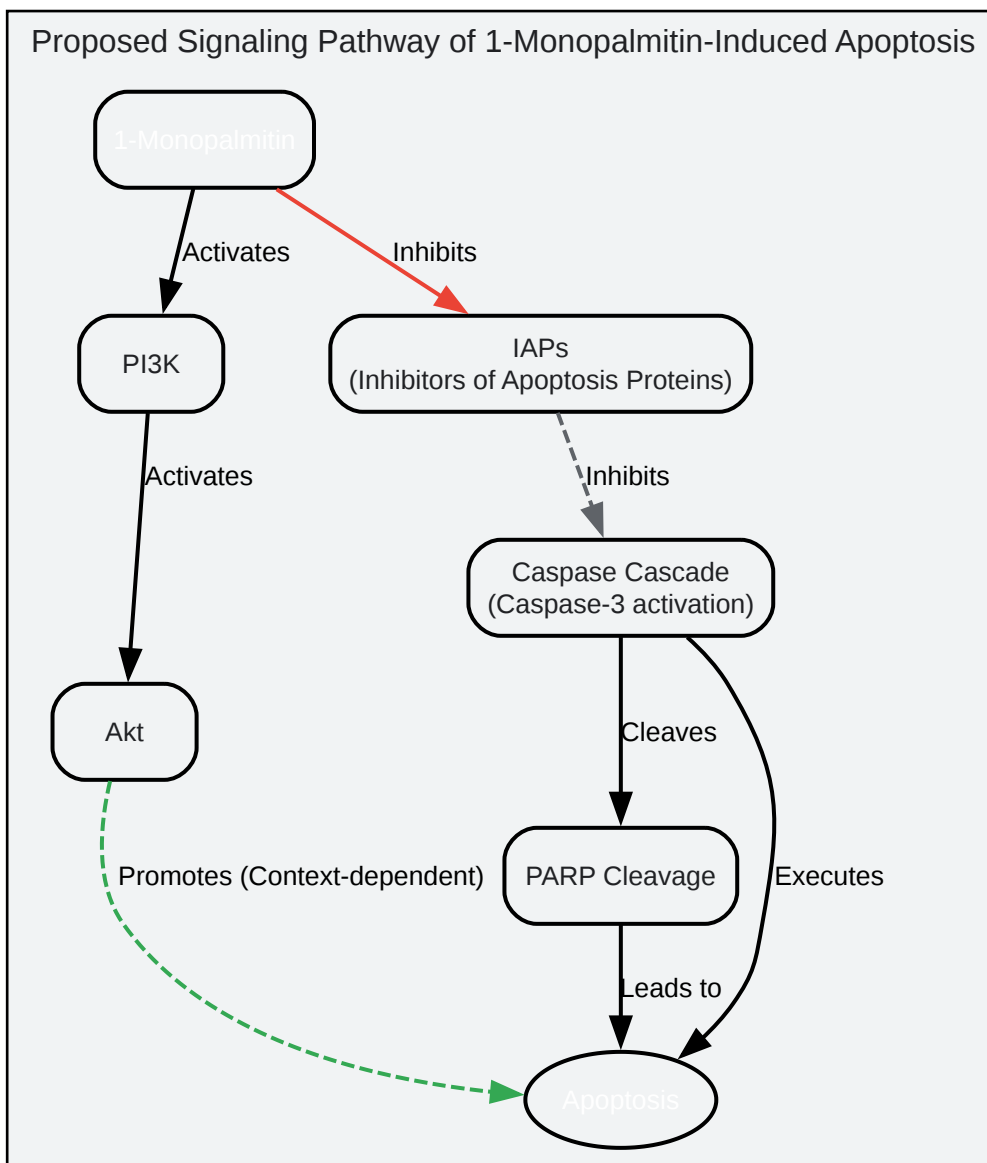 Proposed Signaling Pathway of 1-Monopalmitin-Induced Apoptosis
1-Monopalmitin
Activates
Inhibits
PI3K
IAPs
(Inhibitors of Apoptosis Proteins)
Activates
Inhibits
Caspase Cascade
(Caspase-3 activation)
Akt
Cleaves
Promotes (Context-dependent)
PARP Cleavage
Executes
Leads to
Apoptosis